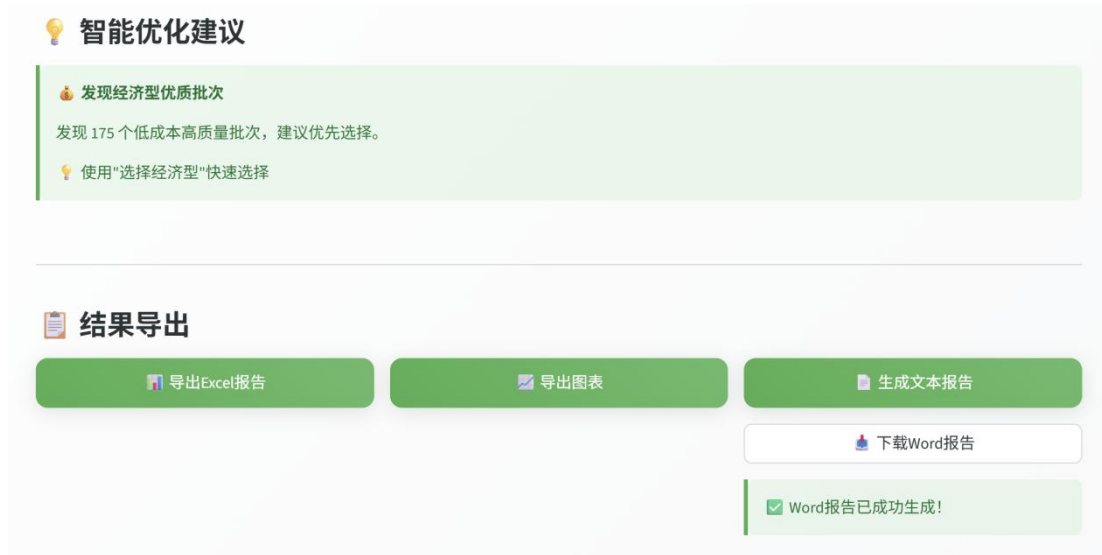 智能优化建议
发现经济型优质批次
发现 175 个低成本高质量批次，建议优先选择。
使用"选择经济型"快速选择
结果导出
导出Excel报告
导出图表
生成文本报告
下载Word报告
Word报告已成功生成！